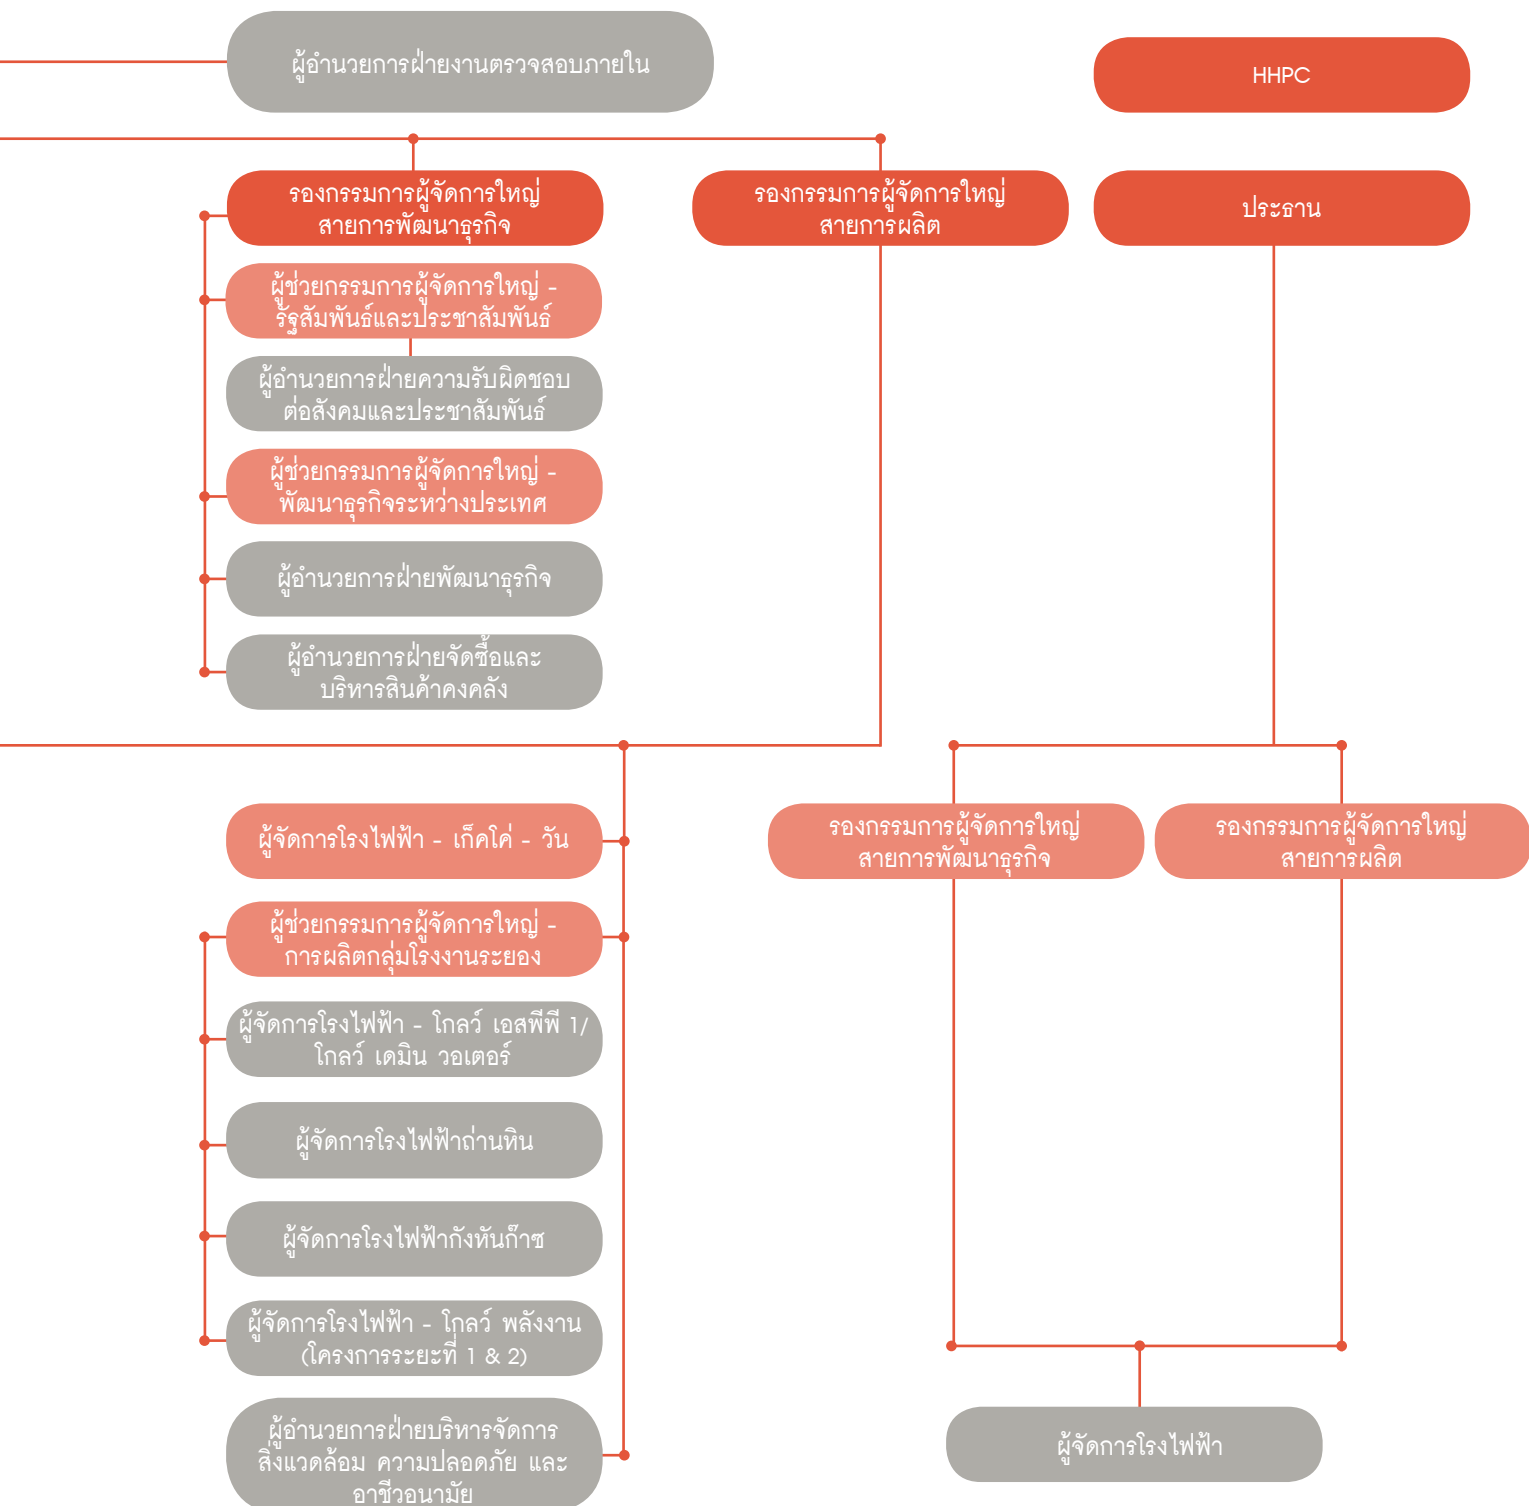 ผู้อำนวยการฝ่ายงานตรวจสอบภายใน
HHPC
รองกรรมการผู้จัดการใหญ่
สายการพัฒนาธุรกิจ
รองกรรมการผู้จัดการใหญ่
สายการผลิต
ประธาน
ผู้ช่วยกรรมการผู้จัดการใหญ่ -
รัฐสัมพันธ์และประชาสัมพันธ์
ผู้อำนวยการฝ่ายความรับผิดชอบ
ต่อสังคมและประชาสัมพันธ์
ผู้ช่วยกรรมการผู้จัดการใหญ่ -
พัฒนาธุรกิจระหว่างประเทศ
ผู้อำนวยการฝ่ายพัฒนาธุรกิจ
ผู้อำนวยการฝ่ายจัดซื้อและ
บริหารสินค้าคงคลัง
ผู้จัดการโรงไฟฟ้า - เก็คโค่ - วัน
รองกรรมการผู้จัดการใหญ่
สายการพัฒนาธุรกิจ
รองกรรมการผู้จัดการใหญ่
สายการผลิต
ผู้ช่วยกรรมการผู้จัดการใหญ่ -
การผลิตกลุ่มโรงงานระยอง
ผู้จัดการโรงไฟฟ้า - โกลว์ เอสพีพี 1/
โกลว์ เดมิน วอเตอร์
ผู้จัดการโรงไฟฟ้าถ่านหิน
ผู้จัดการโรงไฟฟ้ากังหันก๊าซ
ผู้จัดการโรงไฟฟ้า - โกลว์ พลังงาน
(โครงการระยะที่ 1 & 2)
ผู้อำนวยการฝ่ายบริหารจัดการ
สิ่งแวดล้อม ความปลอดภัย และ
อาชีวอนามัย
ผู้จัดการโรงไฟฟ้า